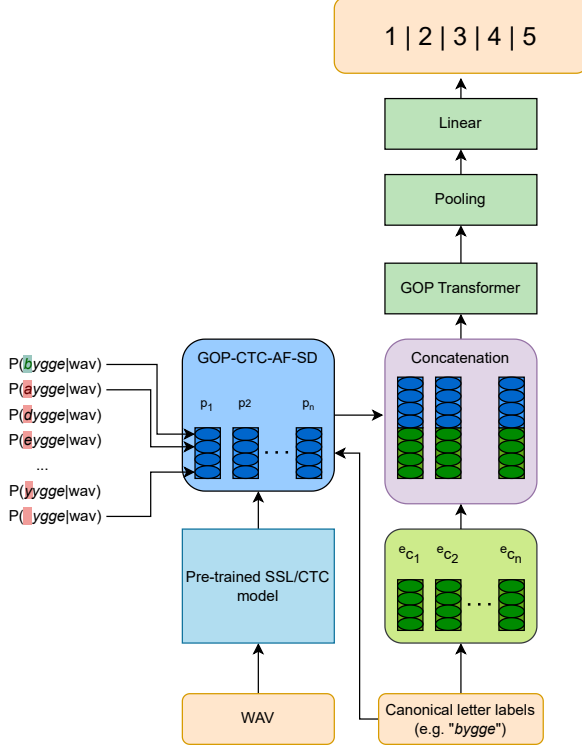 1 | 2 | 3 | 4 | 5
Linear
Pooling
GOP Transformer
P(bygge|wav)
P(aygge|wav)
P(dygge|wav)
P(eygge|wav)
...
P(yygge|wav)
P( ygge|wav)
GOP-CTC-AF-SD
p1 p2 pn
...
Concatenation
Pre-trained SSL/CTC
model
ec1 ec2 ecn
...
WAV
Canonical letter labels
(e.g. "bygge")